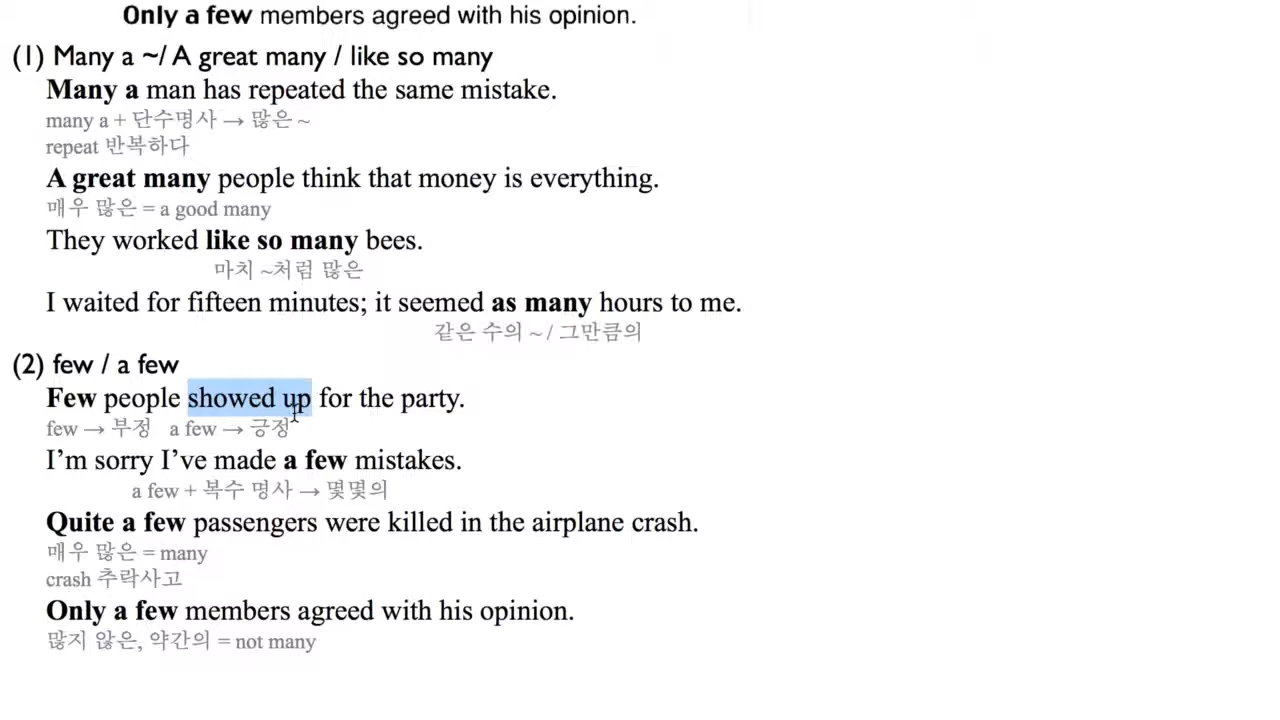 Only a few members agreed with his opinion.
(1) Many a ~/ A great many / like so many
Many a man has repeated the same mistake.
many a + 단수명사 → 많은 ~
repeat 반복하다
A great many people think that money is everything.
매우 많은 = a good many
They worked like so many bees.
마치 ~처럼 많은
I waited for fifteen minutes; it seemed as many hours to me.
같은 수의 ~ / 그만큼의
(2) few / a few
Few people showed up for the party.
few → 부정 a few → 긍정
I'm sorry I've made a few mistakes.
a few + 복수 명사 → 몇몇의
Quite a few passengers were killed in the airplane crash.
매우 많은 = many
crash 추락사고
Only a few members agreed with his opinion.
많지 않은, 약간의 = not many